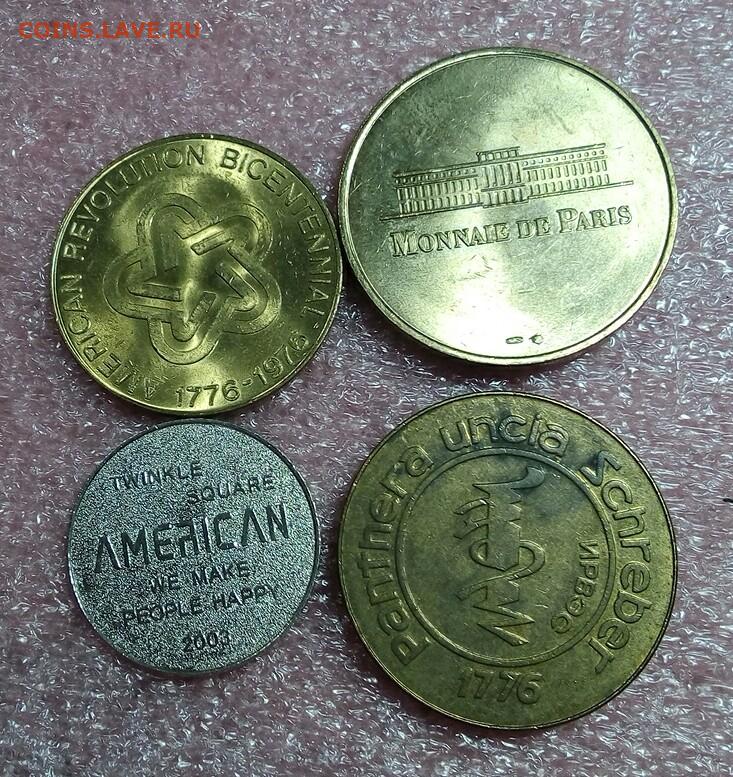 COINS.LAVE.RU
AMERICAN REVOLUTION BICENTENNIAL
1776-1976
MONNAIE DE PARIS
TWINKLE
SQUARE
AMERICAN
WE MAKE
PEOPLE HAPPY
2003
Panthera uncia Schreber
1776